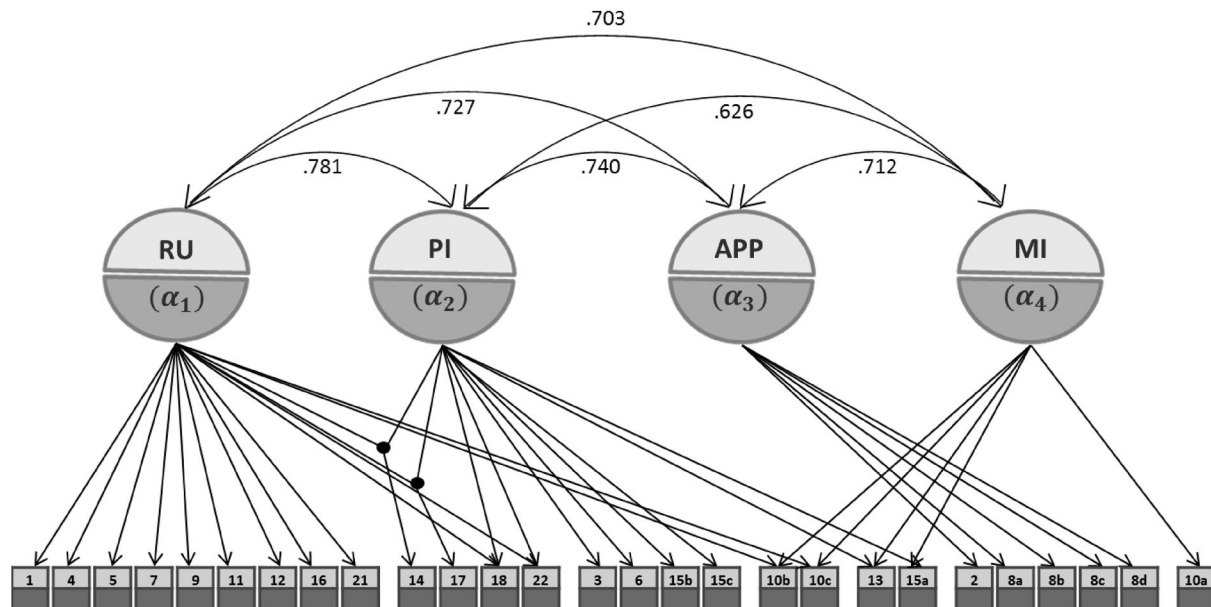 .703
.727 .626
.781 .740 .712
RU PI APP MI
(α₁) (α₂) (α₃) (α₄)
1 4 5 7 9 11 12 16 21 14 17 18 22 3 6 15b 15c 10b 10c 13 15a 2 8a 8b 8c 8d 10a